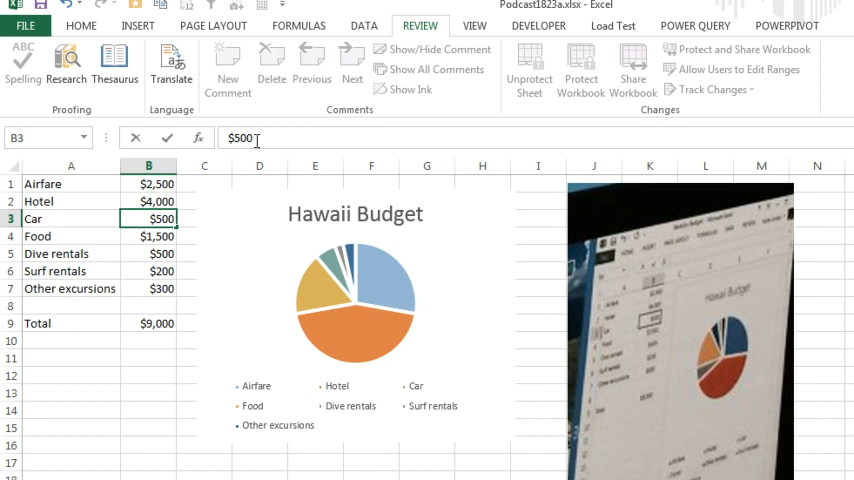 Podcast1823a.xlsx - Excel
FILE HOME INSERT PAGE LAYOUT FORMULAS DATA REVIEW VIEW DEVELOPER Load Test POWER QUERY POWERPIVOT
ABC
Spelling Research Thesaurus
Proofing
Translate
Language
New Comment Delete Previous Next
Show/Hide Comment
Show All Comments
Show Ink
Comments
Unprotect Sheet Protect Workbook Share Workbook
Protect and Share Workbook
Allow Users to Edit Ranges
Track Changes
Changes
B3 fx $500
A B C D E F G H I J K L M N
1 Airfare $2,500
2 Hotel $4,000
3 Car $500
4 Food $1,500
5 Dive rentals $500
6 Surf rentals $200
7 Other excursions $300
8
9 Total $9,000
10
11
12
13
14
15
16
17
18
Hawaii Budget
Airfare Hotel Car
Food Dive rentals Surf rentals
Other excursions
Hawaii Budget